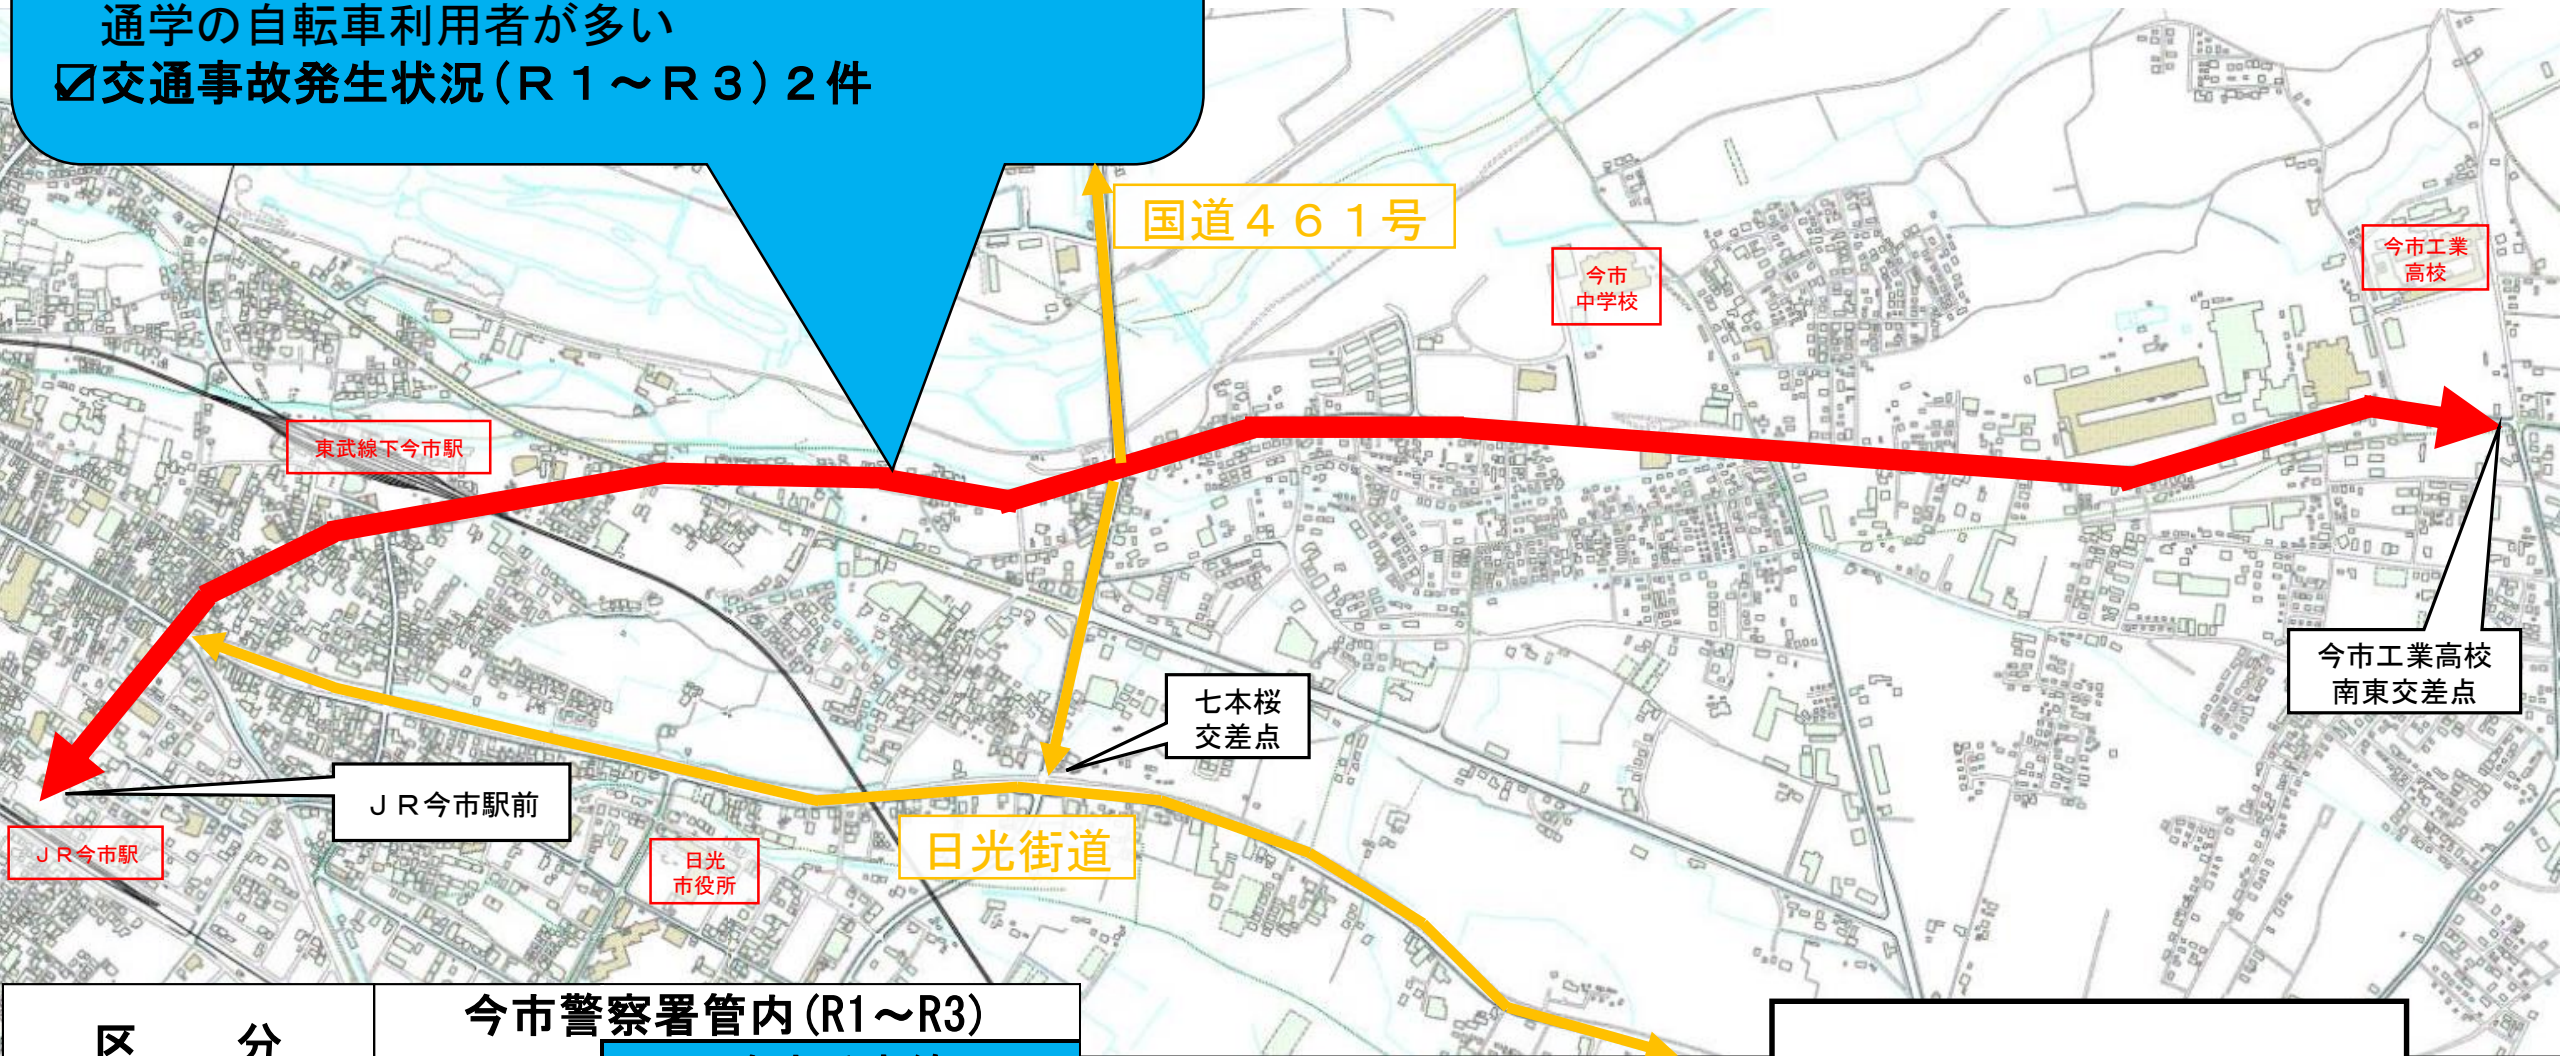 通学の自転車利用者が多い
☑交通事故発生状況(R1～R3)2件
国道461号
今市
中学校
今市工業
高校
東武線下今市駅
今市工業高校
南東交差点
七本桜
交差点
JR今市駅前
JR今市駅
日光
市役所
日光街道
今市警察署管内(R1～R3)
区　分